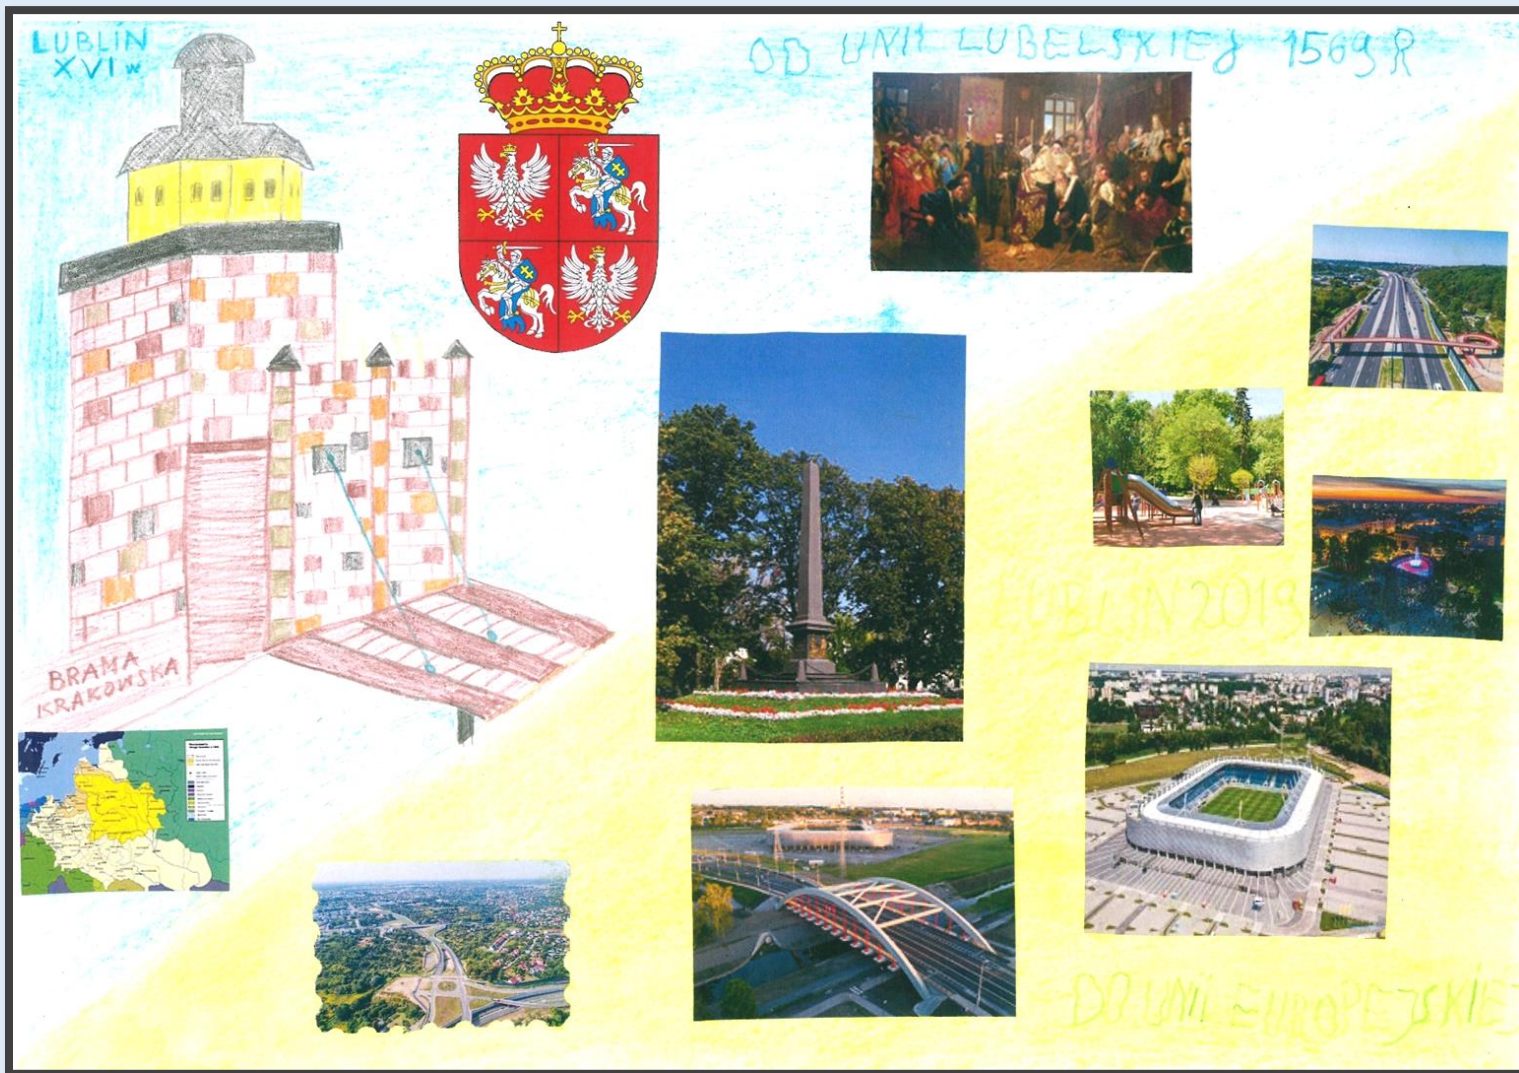 LUBLIN
XVI w
OD UNII LUBELSKIEJ 1569 R
BRAMA
KRAKOWSKA
LUBLIN 2019
DO UNII EUROPEJSKIEJ